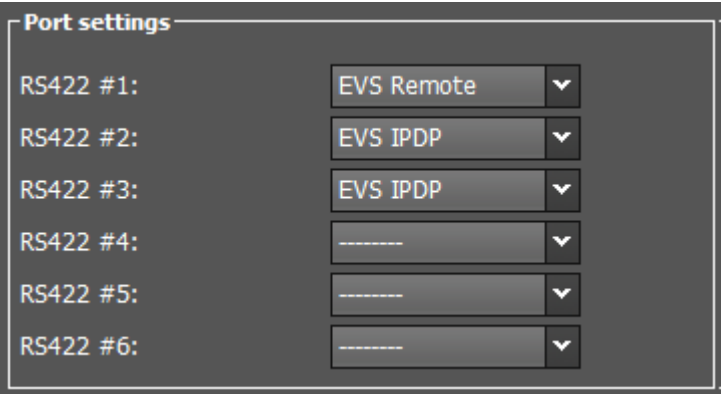 Port settings
RS422 #1: EVS Remote
RS422 #2: EVS IPDP
RS422 #3: EVS IPDP
RS422 #4: --------
RS422 #5: --------
RS422 #6: --------